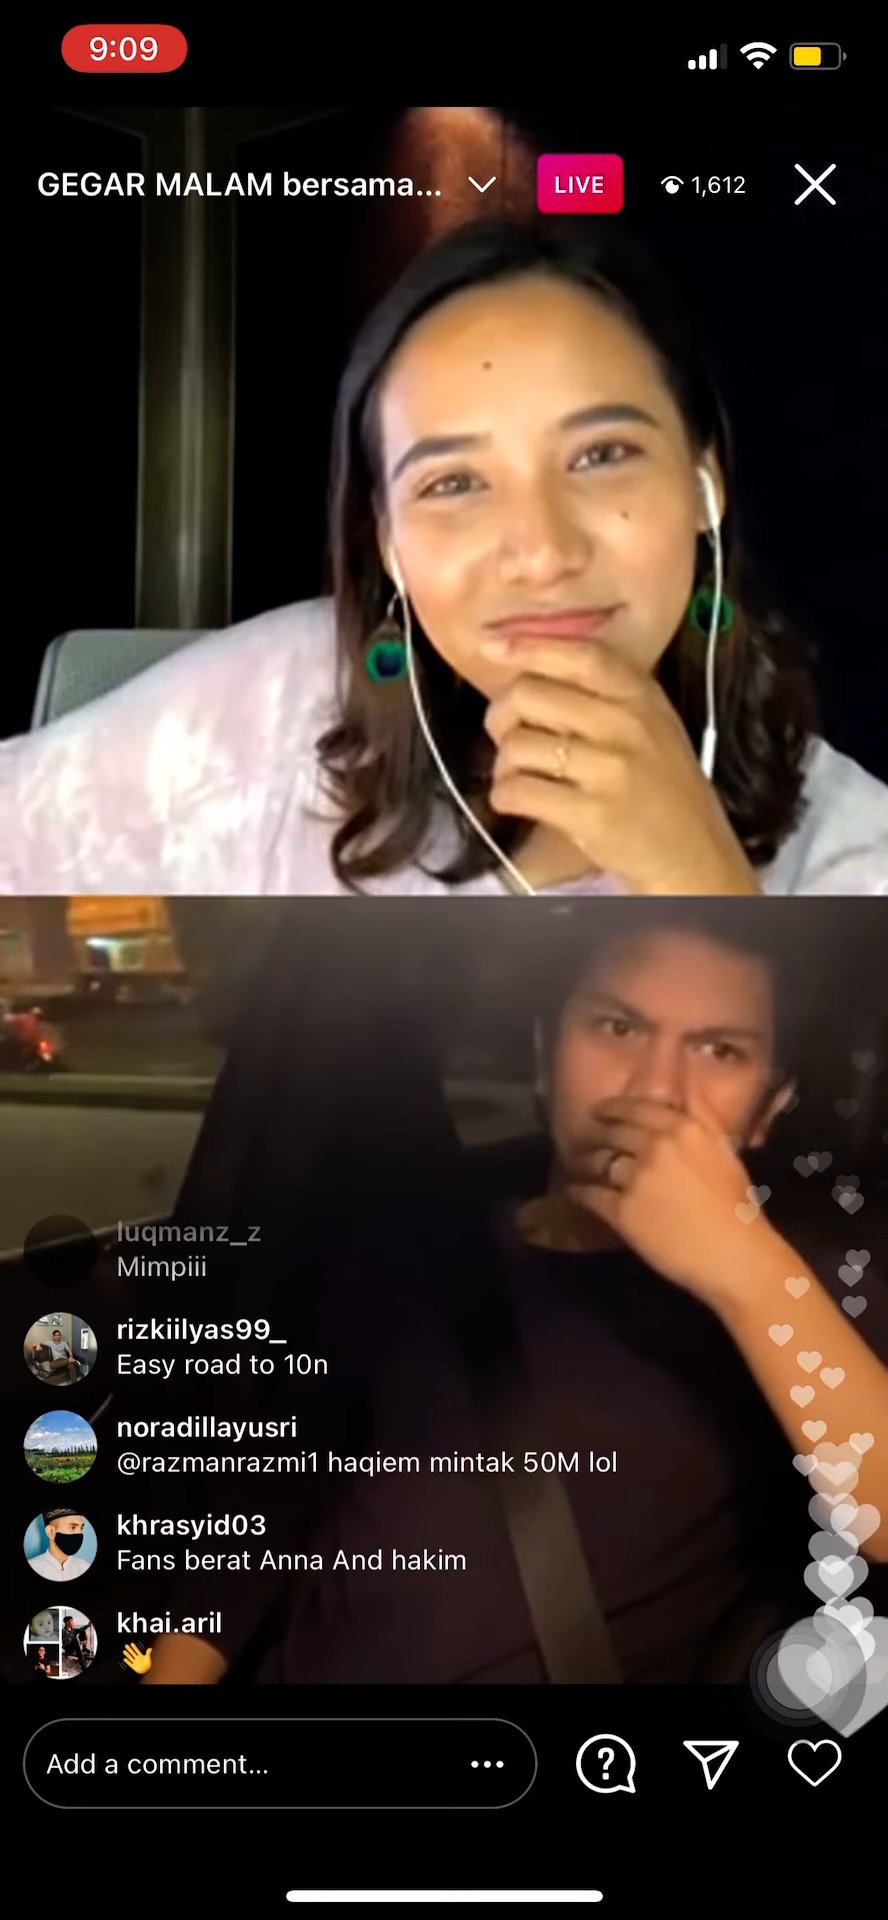 9:09
GEGAR MALAM bersama...
LIVE
1,612
luqmanz_z
Mimpiii
rizkiilyas99_
Easy road to 10n
noradillayusri
@razmanrazmi1 haqiem mintak 50M lol
khrasyid03
Fans berat Anna And hakim
khai.aril
👋
Add a comment...